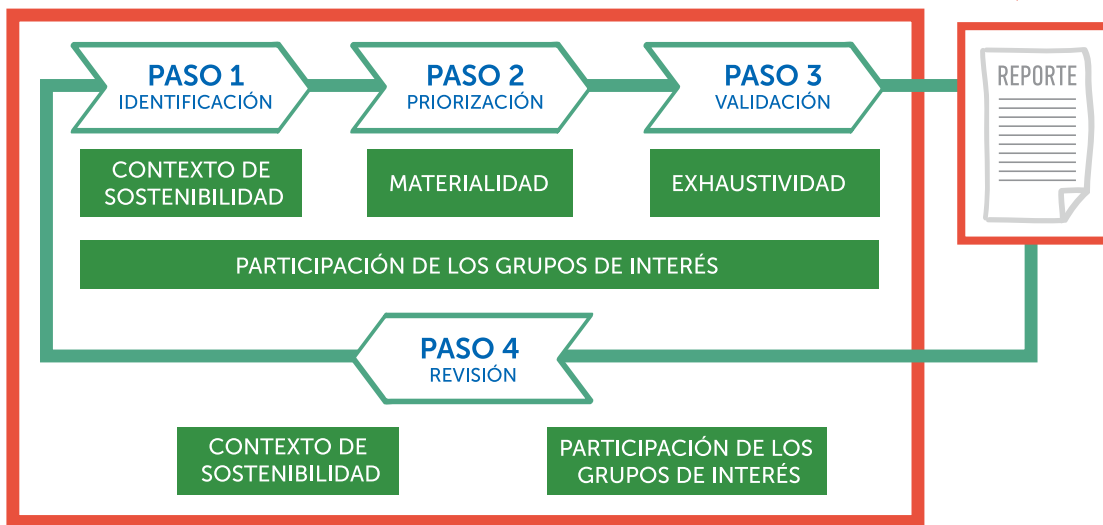 PASO 1
IDENTIFICACIÓN
PASO 2
PRIORIZACIÓN
PASO 3
VALIDACIÓN
REPORTE
CONTEXTO DE
SOSTENIBILIDAD
MATERIALIDAD
EXHAUSTIVIDAD
PARTICIPACIÓN DE LOS GRUPOS DE INTERÉS
PASO 4
REVISIÓN
CONTEXTO DE
SOSTENIBILIDAD
PARTICIPACIÓN DE LOS
GRUPOS DE INTERÉS